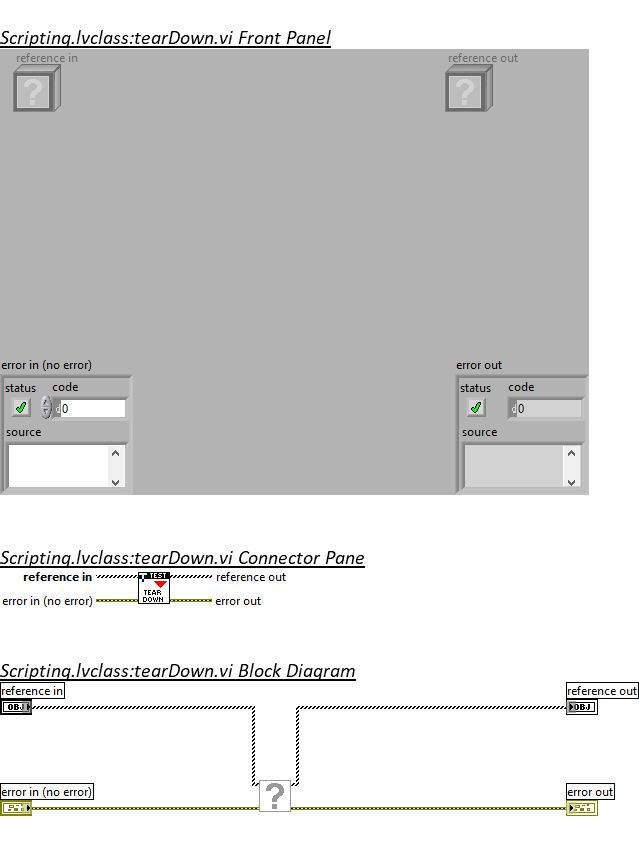 Scripting.lvclass:tearDown.vi Front Panel
reference in
reference out
?
?
error in (no error)
error out
status code
status code
d 0
d 0
source
source
Scripting.lvclass:tearDown.vi Connector Pane
reference in
TEST
TEAR
DOWN
reference out
error in (no error)
error out
Scripting.lvclass:tearDown.vi Block Diagram
reference in
reference out
OBJ
OBJ
error in (no error)
error out
?